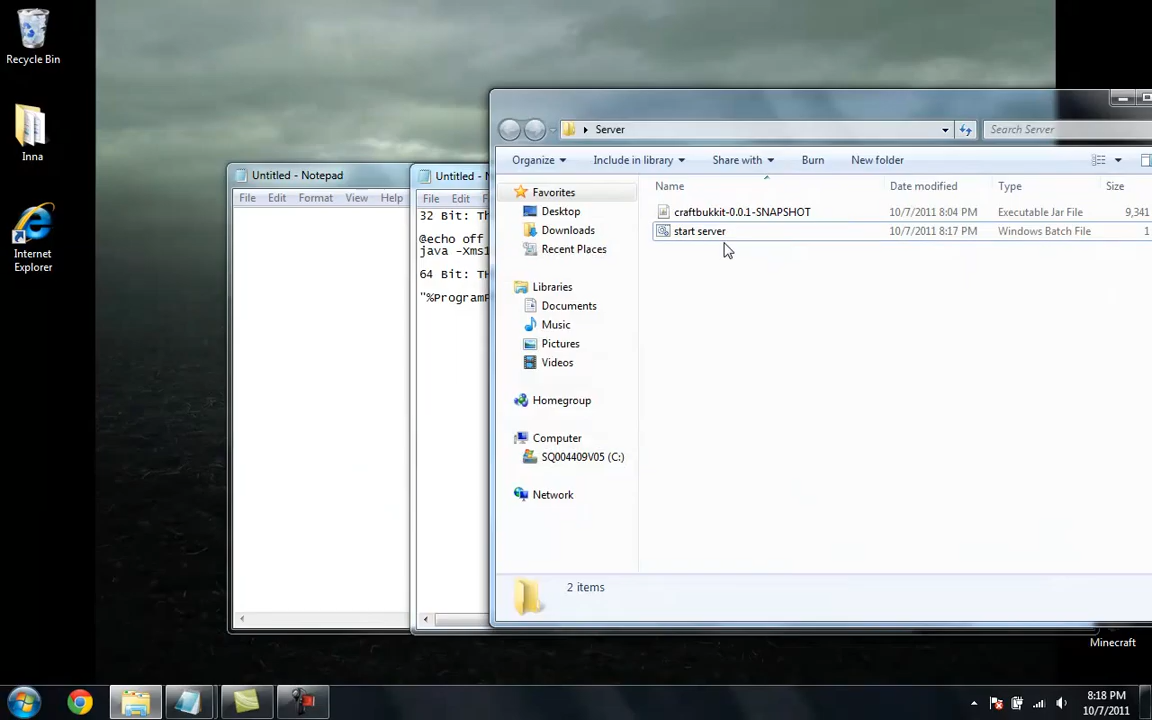 Recycle Bin
Inna
Internet
Explorer
Untitled - Notepad
File Edit Format View Help
Untitled - N
File Edit F
32 Bit: Th
@echo off
java -Xms1
64 Bit: TH
"%ProgramF
Server
Search Server
Organize Include in library Share with Burn New folder
Favorites
Desktop
Downloads
Recent Places
Libraries
Documents
Music
Pictures
Videos
Homegroup
Computer
SQ004409V05 (C:)
Network
Name Date modified Type Size
craftbukkit-0.0.1-SNAPSHOT 10/7/2011 8:04 PM Executable Jar File 9,341
start server 10/7/2011 8:17 PM Windows Batch File 1
2 items
Minecraft
8:18 PM
10/7/2011